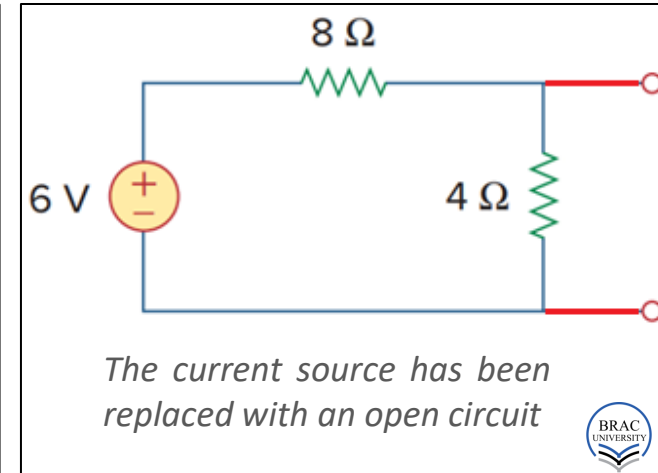 8 Ω
6 V
+
−
4 Ω
The current source has been
replaced with an open circuit
BRAC
UNIVERSITY